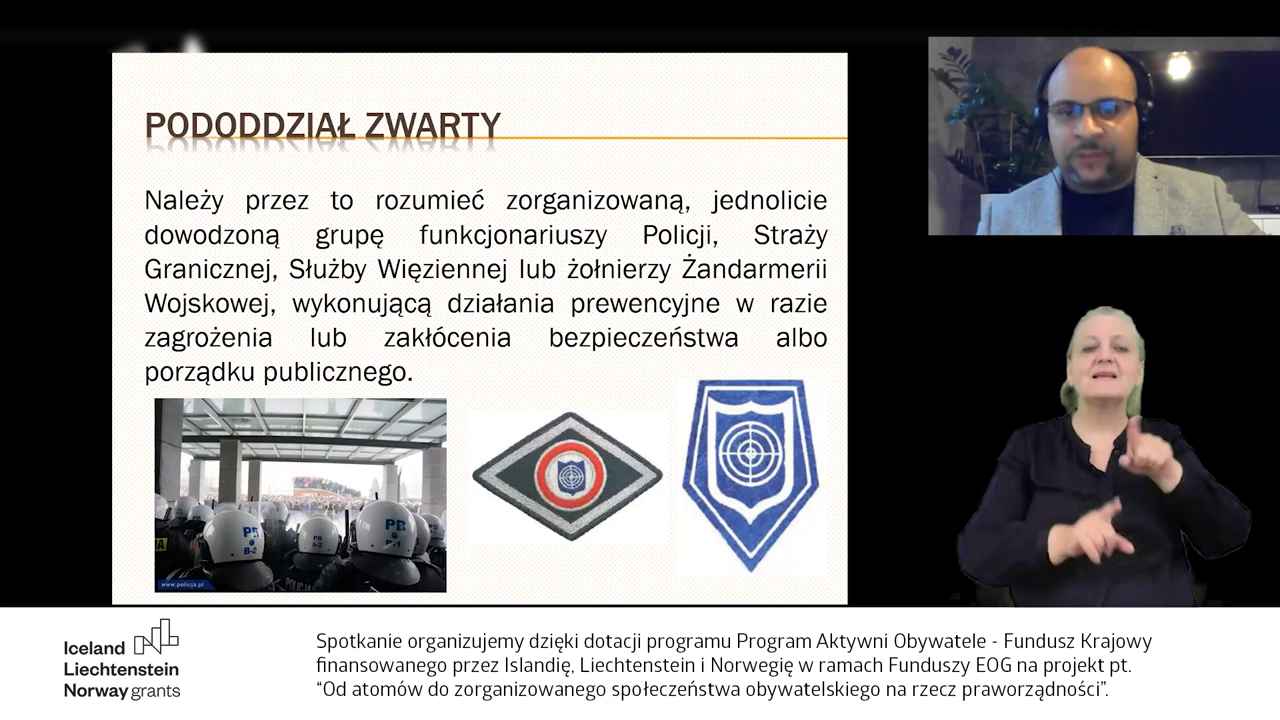 PODODDZIAŁ ZWARTY
Należy przez to rozumieć zorganizowaną, jednolicie
dowodzoną grupę funkcjonariuszy Policji, Straży
Granicznej, Służby Więziennej lub żołnierzy Żandarmerii
Wojskowej, wykonującą działania prewencyjne w razie
zagrożenia lub zakłócenia bezpieczeństwa albo
porządku publicznego.
PB
B-2
PB
B-1
www.policja.pl
Iceland
Liechtenstein
Norway grants
Spotkanie organizujemy dzięki dotacji programu Program Aktywni Obywatele - Fundusz Krajowy
finansowanego przez Islandię, Liechtenstein i Norwegię w ramach Funduszy EOG na projekt pt.
“Od atomów do zorganizowanego społeczeństwa obywatelskiego na rzecz praworządności”.